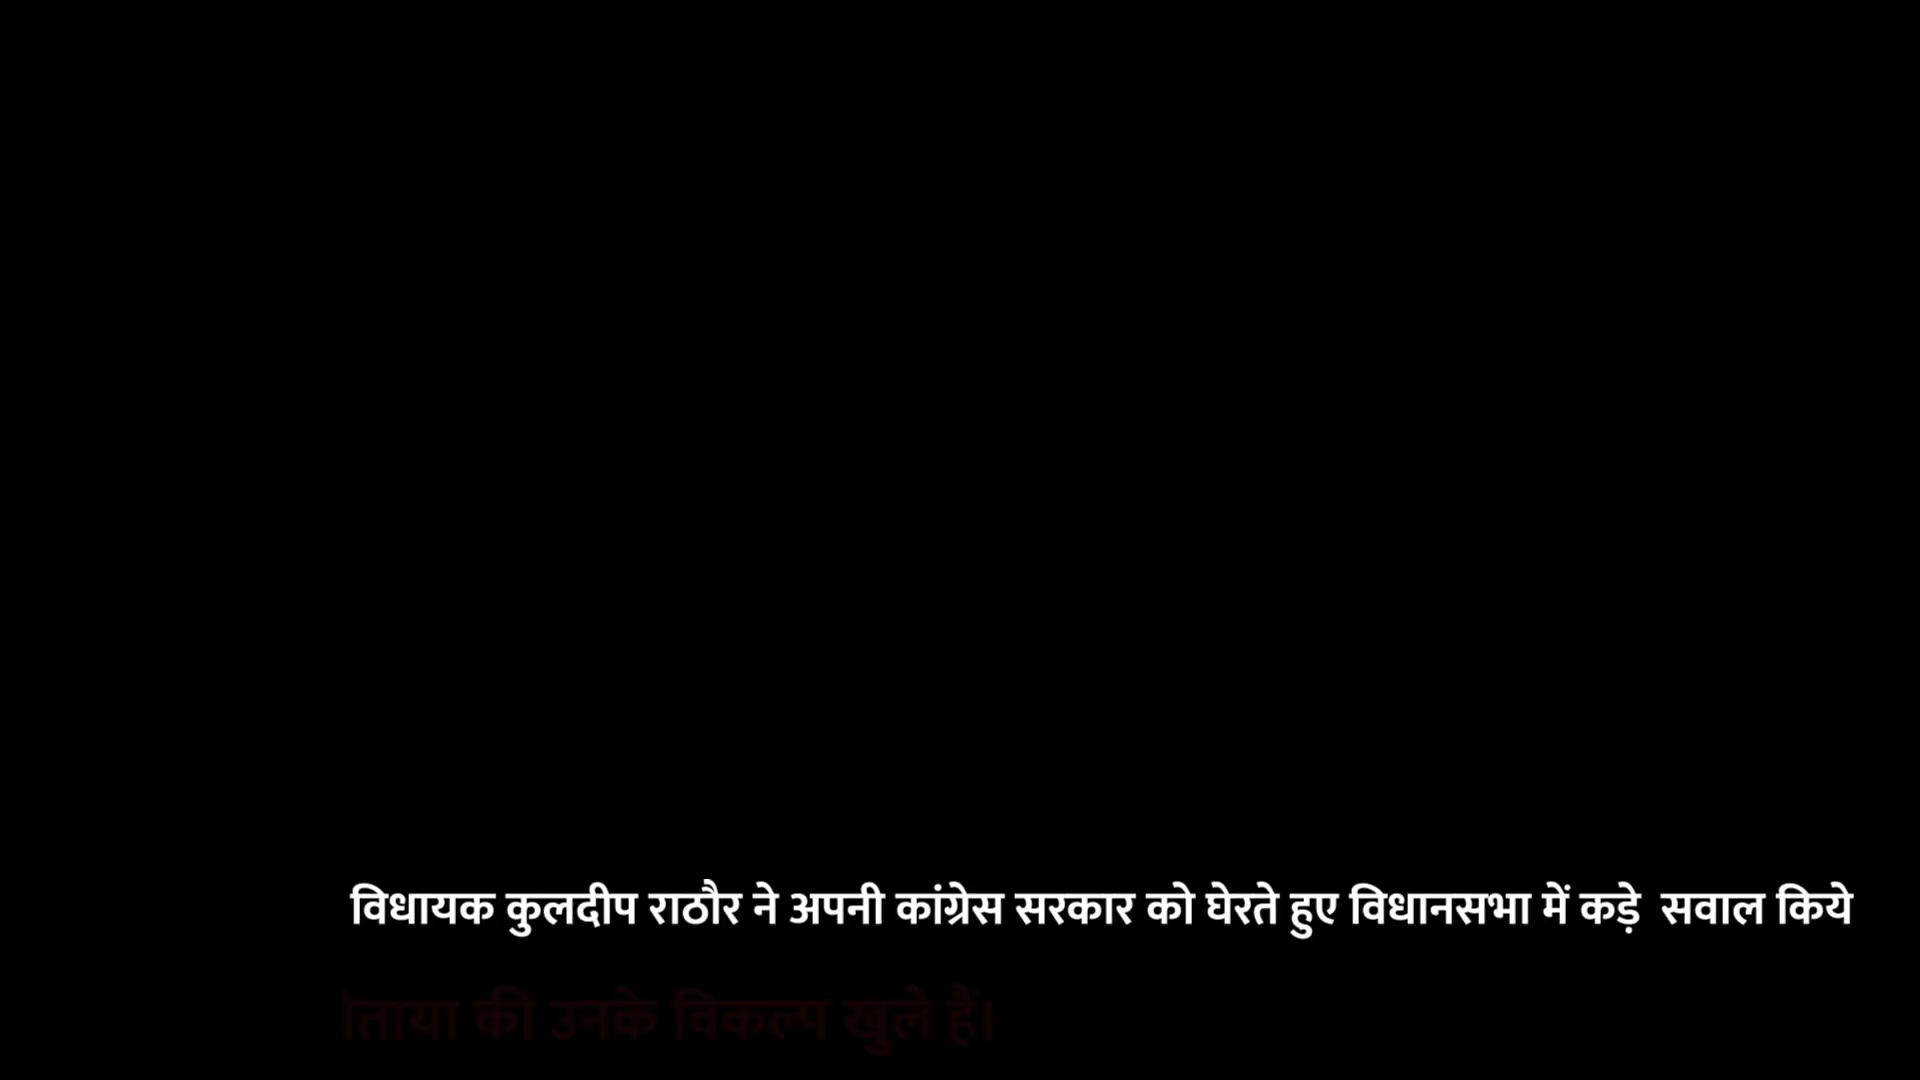 विधायक कुलदीप राठौर ने अपनी कांग्रेस सरकार को घेरते हुए विधानसभा में कड़े  सवाल किये
की उनके विकल्प खुले हैं।